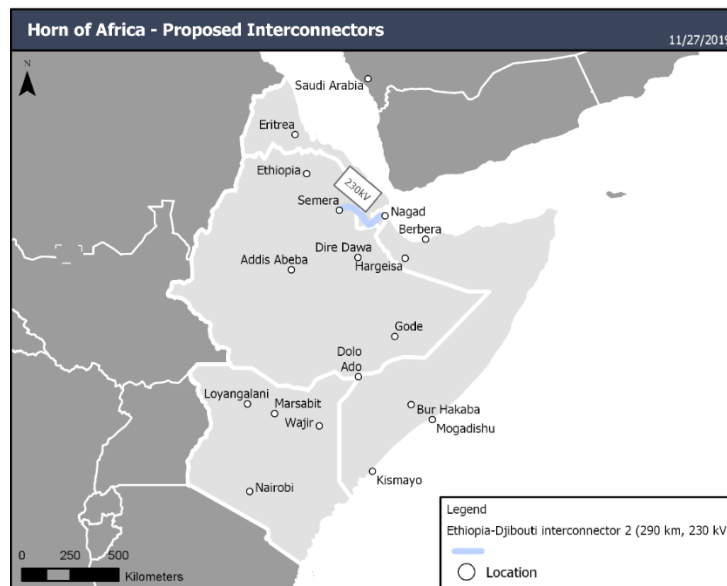 Horn of Africa - Proposed Interconnectors
11/27/2019
N
Saudi Arabia
Eritrea
Ethiopia
230kV
Semera
Nagad
Berbera
Dire Dawa
Addis Abeba
Hargeisa
Gode
Dolo
Ado
Loyangalani
Marsabit
Wajir
Bur Hakaba
Mogadishu
Kismayo
Nairobi
Legend
Ethiopia-Djibouti interconnector 2 (290 km, 230 kV
Location
0 250 500
Kilometers